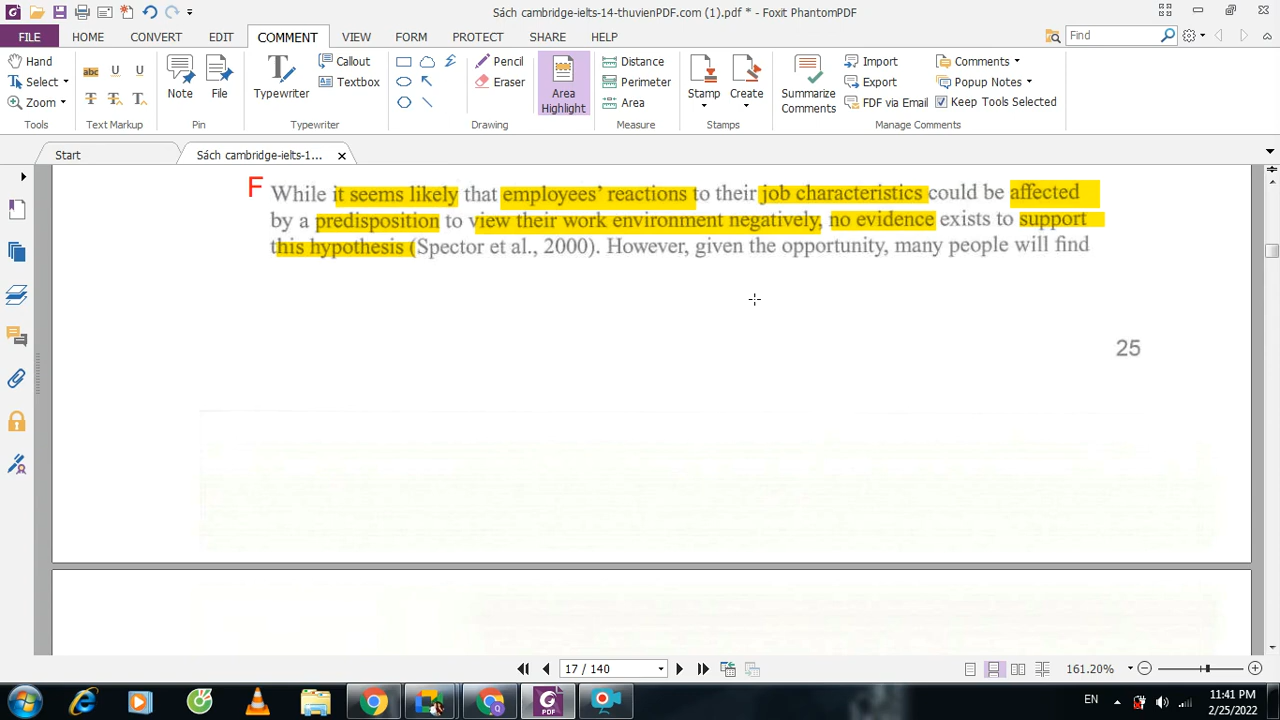 Sách cambridge-ielts-14-thuvienPDF.com (1).pdf * - Foxit PhantomPDF
FILE HOME CONVERT EDIT COMMENT VIEW FORM PROTECT SHARE HELP Find
Hand Select Zoom Tools
abc U U T T T Text Markup
Note File Pin
Typewriter Callout Textbox Typewriter
Pencil Eraser Area Highlight Drawing
Distance Perimeter Area Measure
Stamp Create Stamps
Summarize Comments Import Export FDF via Email Comments Popup Notes Keep Tools Selected Manage Comments
Start Sách cambridge-ielts-1... x
F While it seems likely that employees' reactions to their job characteristics could be affected
by a predisposition to view their work environment negatively, no evidence exists to support
this hypothesis (Spector et al., 2000). However, given the opportunity, many people will find
25
17 / 140 161.20%
PDF EN 11:41 PM
2/25/2022